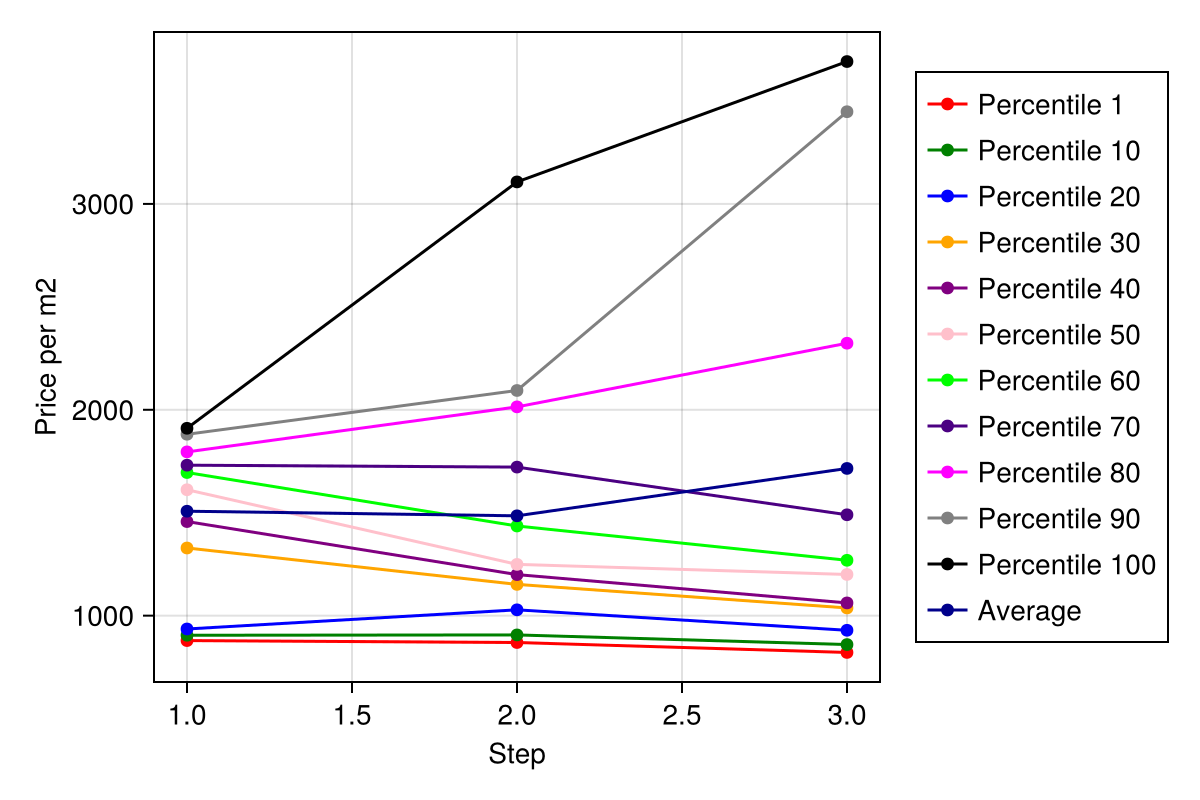 Price per m2
3000
2000
1000
1.0 1.5 2.0 2.5 3.0
Step
Percentile 1
Percentile 10
Percentile 20
Percentile 30
Percentile 40
Percentile 50
Percentile 60
Percentile 70
Percentile 80
Percentile 90
Percentile 100
Average